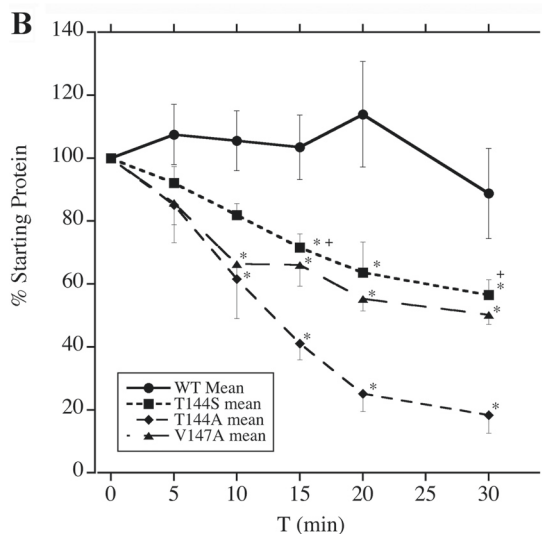 B
140
120
100
80
60
40
20
0
% Starting Protein
* +
*
+
*
*
*
*
*
*
*
*
*
WT Mean
T144S mean
T144A mean
V147A mean
0 5 10 15 20 25 30
T (min)